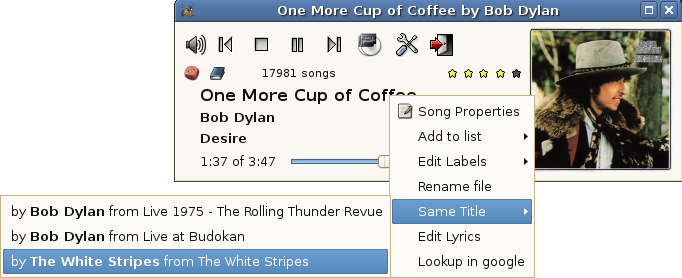 One More Cup of Coffee by Bob Dylan
17981 songs
One More Cup of Coffee
Bob Dylan
Desire
1:37 of 3:47
Song Properties
Add to list
Edit Labels
Rename file
Same Title
Edit Lyrics
Lookup in google
by Bob Dylan from Live 1975 - The Rolling Thunder Revue
by Bob Dylan from Live at Budokan
by The White Stripes from The White Stripes